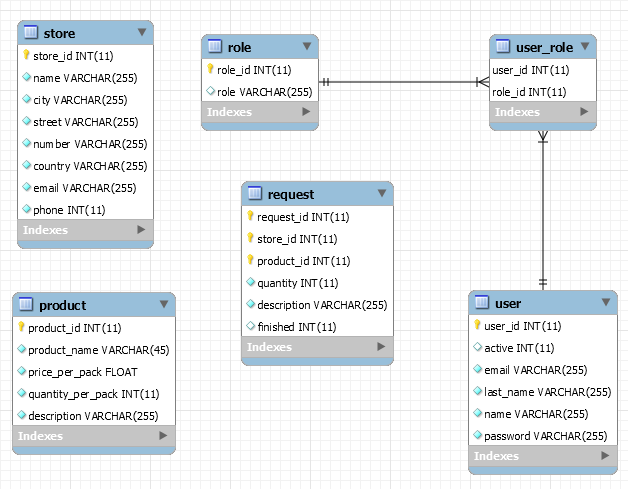 store
store_id INT(11)
name VARCHAR(255)
city VARCHAR(255)
street VARCHAR(255)
number VARCHAR(255)
country VARCHAR(255)
email VARCHAR(255)
phone INT(11)
Indexes
role
role_id INT(11)
role VARCHAR(255)
Indexes
user_role
user_id INT(11)
role_id INT(11)
Indexes
request
request_id INT(11)
store_id INT(11)
product_id INT(11)
quantity INT(11)
description VARCHAR(255)
finished INT(11)
Indexes
product
product_id INT(11)
product_name VARCHAR(45)
price_per_pack FLOAT
quantity_per_pack INT(11)
description VARCHAR(255)
Indexes
user
user_id INT(11)
active INT(11)
email VARCHAR(255)
last_name VARCHAR(255)
name VARCHAR(255)
password VARCHAR(255)
Indexes